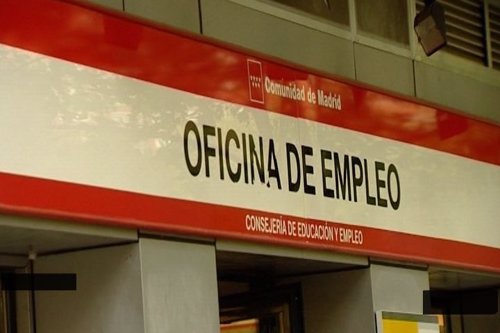 Comunidad de Madrid
OFICINA DE EMPLEO
CONSEJERÍA DE EDUCACIÓN Y EMPLEO